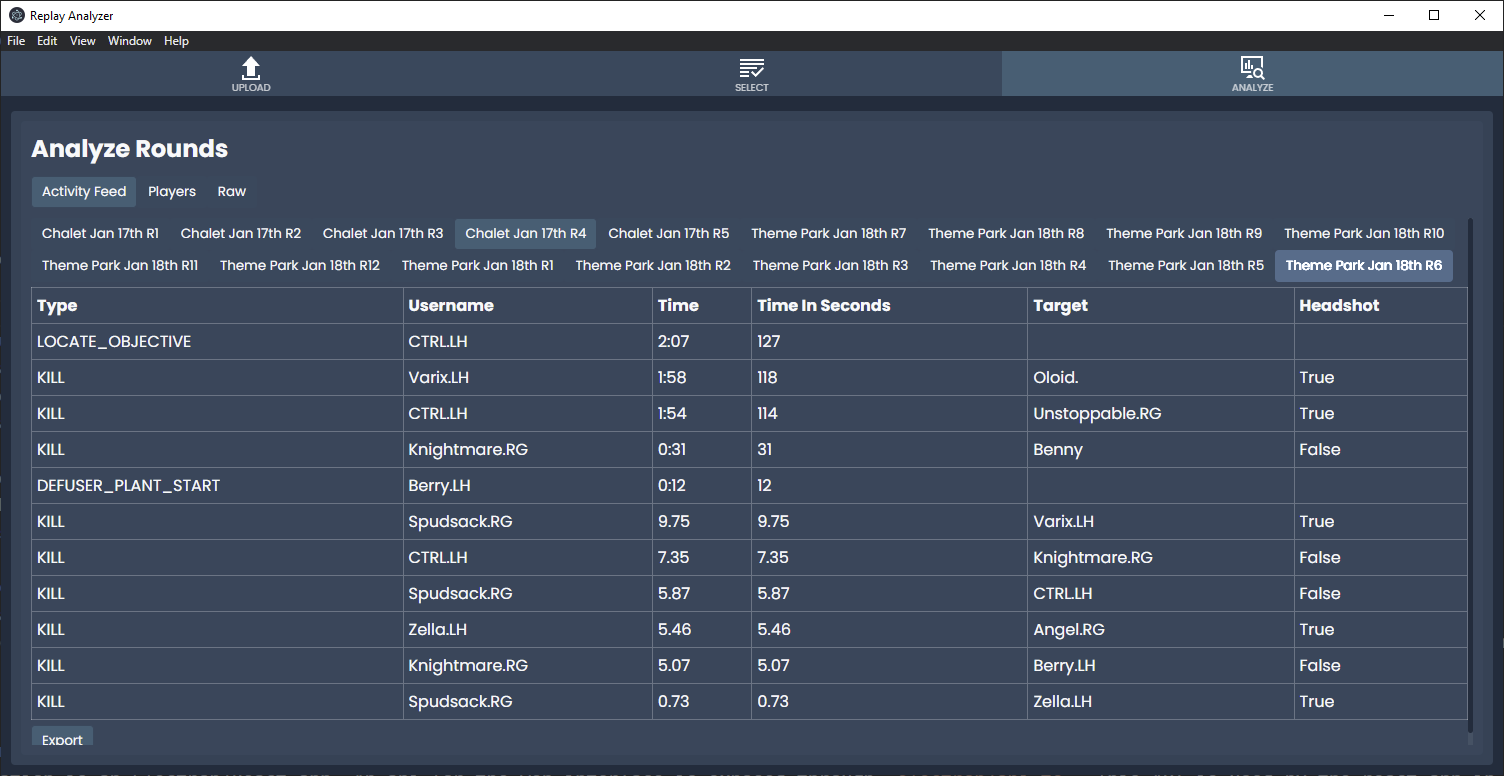 Replay Analyzer
File Edit View Window Help
UPLOAD SELECT ANALYZE
Analyze Rounds
Activity Feed Players Raw
Chalet Jan 17th R1 Chalet Jan 17th R2 Chalet Jan 17th R3 Chalet Jan 17th R4 Chalet Jan 17th R5 Theme Park Jan 18th R7 Theme Park Jan 18th R8 Theme Park Jan 18th R9 Theme Park Jan 18th R10
Theme Park Jan 18th R11 Theme Park Jan 18th R12 Theme Park Jan 18th R1 Theme Park Jan 18th R2 Theme Park Jan 18th R3 Theme Park Jan 18th R4 Theme Park Jan 18th R5 Theme Park Jan 18th R6
Type Username Time Time In Seconds Target Headshot
LOCATE_OBJECTIVE CTRL.LH 2:07 127
KILL Varix.LH 1:58 118 Oloid. True
KILL CTRL.LH 1:54 114 Unstoppable.RG True
KILL Knightmare.RG 0:31 31 Benny False
DEFUSER_PLANT_START Berry.LH 0:12 12
KILL Spudsack.RG 9.75 9.75 Varix.LH True
KILL CTRL.LH 7.35 7.35 Knightmare.RG False
KILL Spudsack.RG 5.87 5.87 CTRL.LH False
KILL Zella.LH 5.46 5.46 Angel.RG True
KILL Knightmare.RG 5.07 5.07 Berry.LH False
KILL Spudsack.RG 0.73 0.73 Zella.LH True
Export